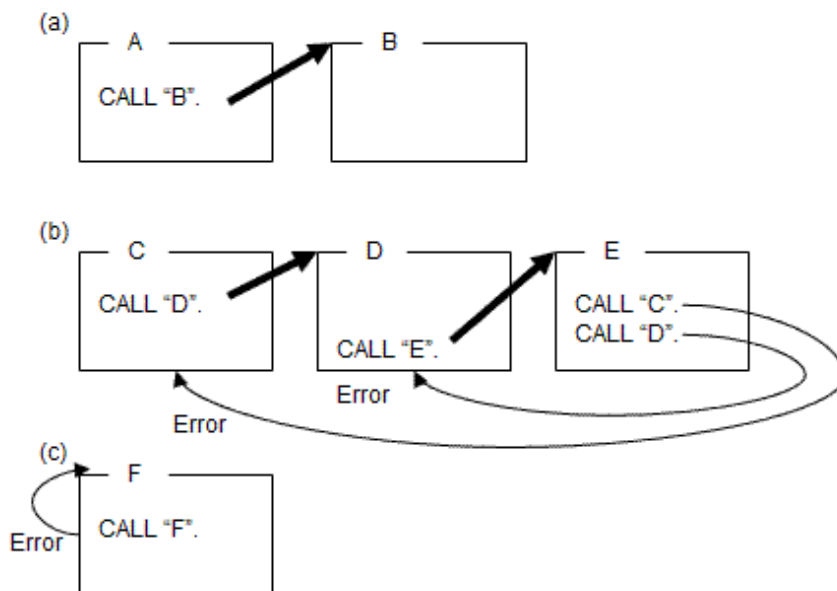 (a)
A
B
CALL “B”.
(b)
C
D
E
CALL “D”.
CALL “E”.
CALL “C”.
CALL “D”.
Error
Error
(c)
F
CALL “F”.
Error